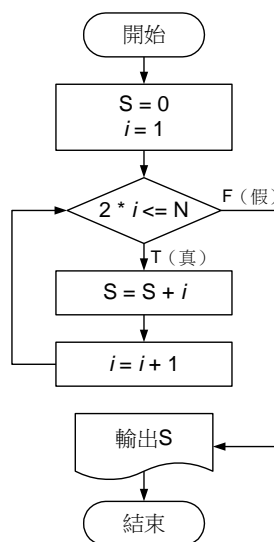 開始
S = 0
i = 1
2 * i <= N
F（假）
T（真）
S = S + i
i = i + 1
輸出S
結束